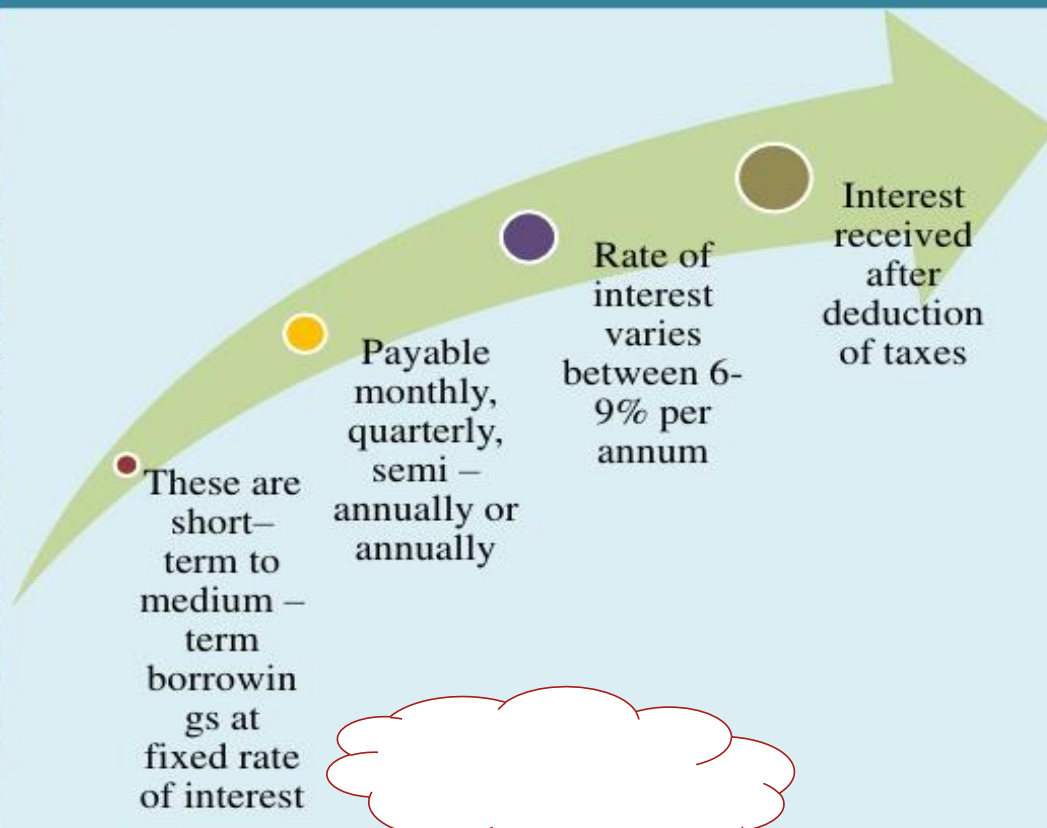 These are
short–
term to
medium –
term
borrowin
gs at
fixed rate
of interest
Payable
monthly,
quarterly,
semi –
annually or
annually
Rate of
interest
varies
between 6-
9% per
annum
Interest
received
after
deduction
of taxes